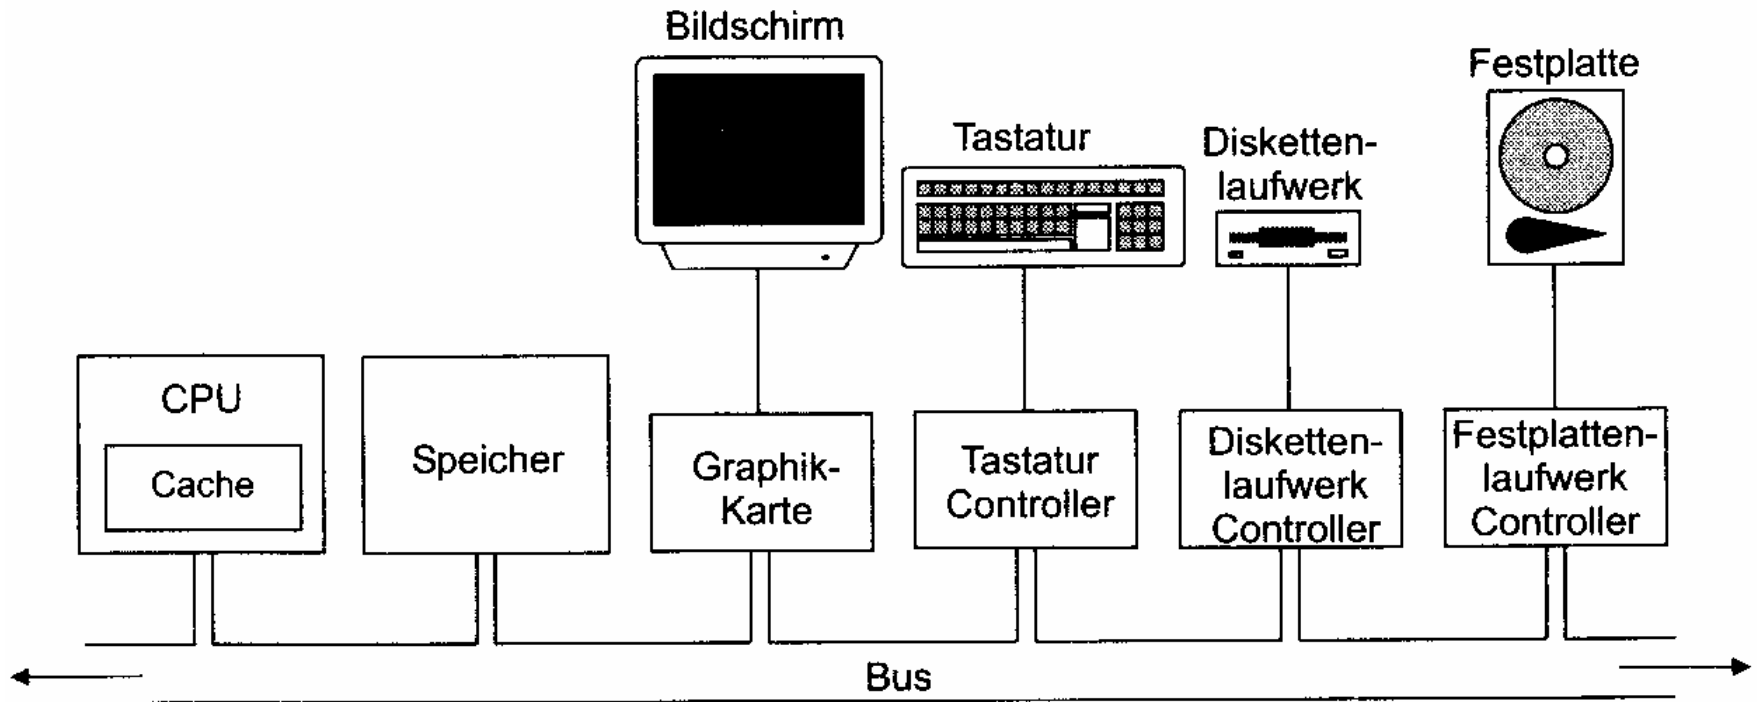 Bildschirm
Festplatte
Tastatur
Disketten-
laufwerk
CPU
Cache
Speicher
Graphik-
Karte
Tastatur
Controller
Disketten-
laufwerk
Controller
Festplatten-
laufwerk
Controller
Bus